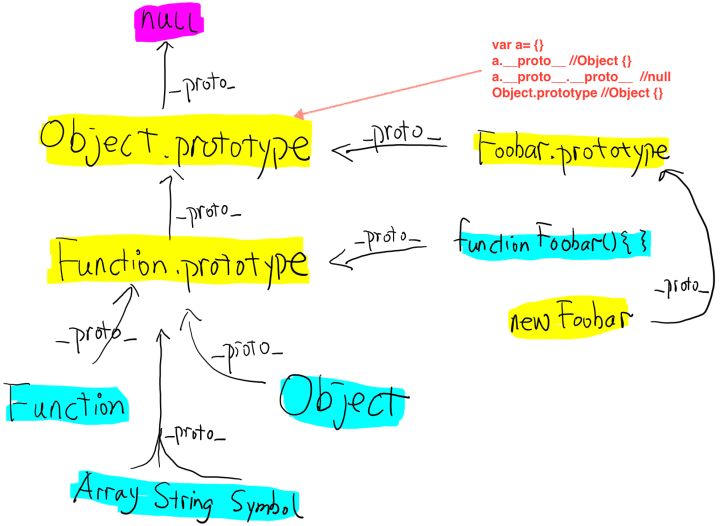 null
var a= {}
a.__proto__ //Object {}
a.__proto__.__proto__  //null
Object.prototype //Object {}
_proto_
Object.prototype
_proto_
Foobar.prototype
_proto_
Function.prototype
_proto_
function Foobar(){}
_proto_
new Foobar
_proto_
_proto_
Function
Object
_proto_
Array String Symbol